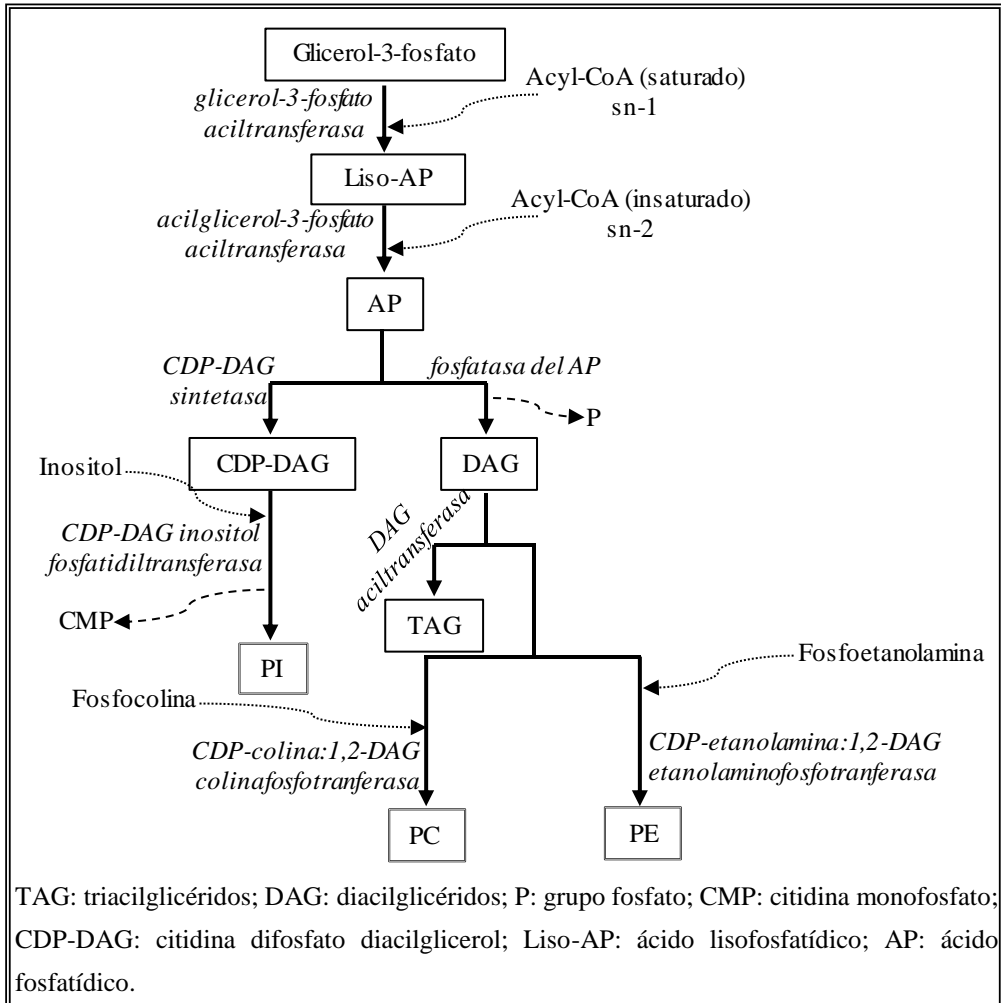 Glicerol-3-fosfato
glicerol-3-fosfato
aciltransferasa
Acyl-CoA (saturado)
sn-1
Liso-AP
acilglicerol-3-fosfato
aciltransferasa
Acyl-CoA (insaturado)
sn-2
AP
CDP-DAG
sintetasa
fosfatasa del AP
P
CDP-DAG
DAG
Inositol
CDP-DAG inositol
fosfatidiltransferasa
DAG
aciltransferasa
CMP
TAG
PI
Fosfoetanolamina
Fosfocolina
CDP-colina:1,2-DAG
colinafosfotranferasa
CDP-etanolamina:1,2-DAG
etanolaminofosfotranferasa
PC
PE
TAG: triacilglicéridos; DAG: diacilglicéridos; P: grupo fosfato; CMP: citidina monofosfato;
CDP-DAG: citidina difosfato diacilglicerol; Liso-AP: ácido lisofosfatídico; AP: ácido
fosfatídico.